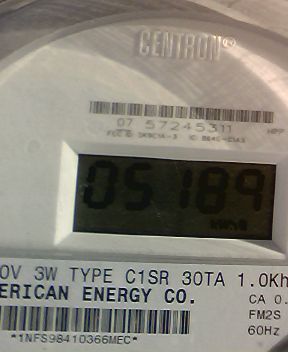 CENTRON®
07 57245311
05189
0V 3W TYPE C1SR 30TA 1.0Kh
ERICAN ENERGY CO.
CA 0.
FM2S
*1NFS98410366MEC*
60Hz